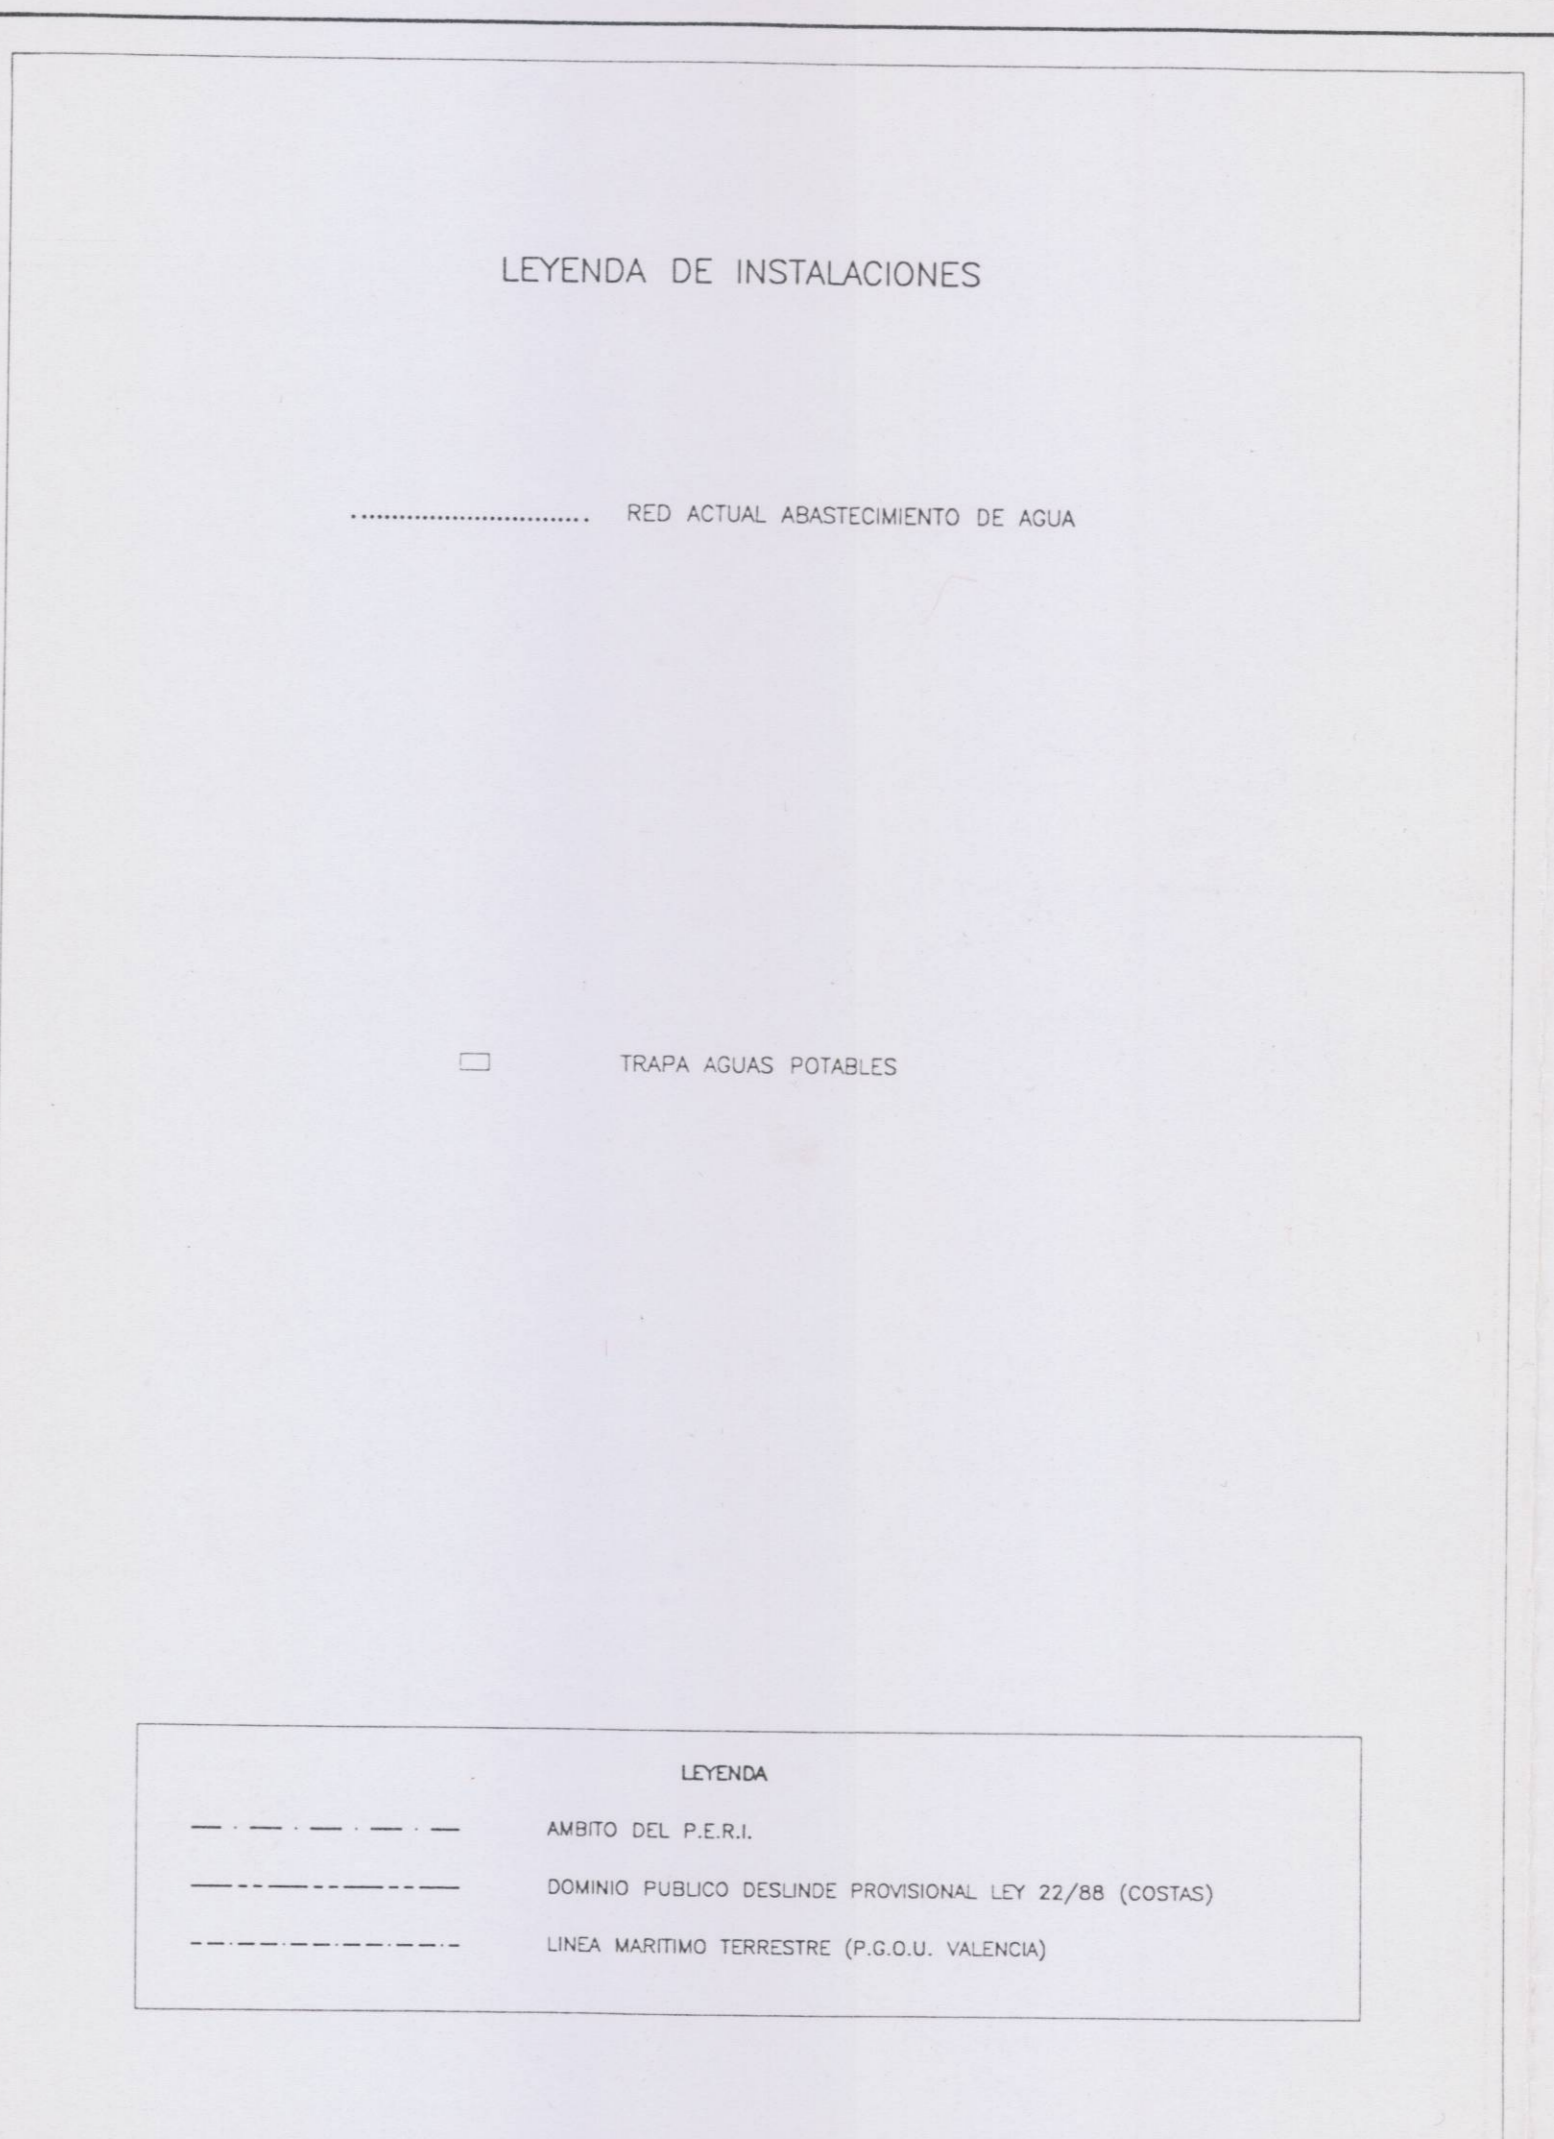 LEYENDA DE INSTALACIONES
RED ACTUAL ABASTECIMIENTO DE AGUA
TRAPA AGUAS POTABLES
LEYENDA
AMBITO DEL P.E.R.I.
DOMINIO PUBLICO DESLINDE PROVISIONAL LEY 22/88 (COSTAS)
LINEA MARITIMO TERRESTRE (P.G.O.U. VALENCIA)